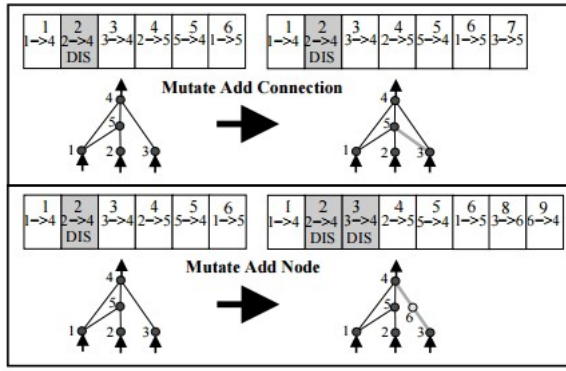 1 2 3 4 5 6 1 2 3 4 5 6 7
1->4 2->4 3->4 2->5 5->4 1->5 1->4 2->4 3->4 2->5 5->4 1->5 3->5
DIS DIS
Mutate Add Connection
4 4
5 5
1 2 3 1 2 3
1 2 3 4 5 6 1 2 3 4 5 6 8 9
1->4 2->4 3->4 2->5 5->4 1->5 1->4 2->4 3->4 2->5 5->4 1->5 3->6 6->4
DIS DIS DIS
Mutate Add Node
4 4
5 5
6
1 2 3 1 2 3